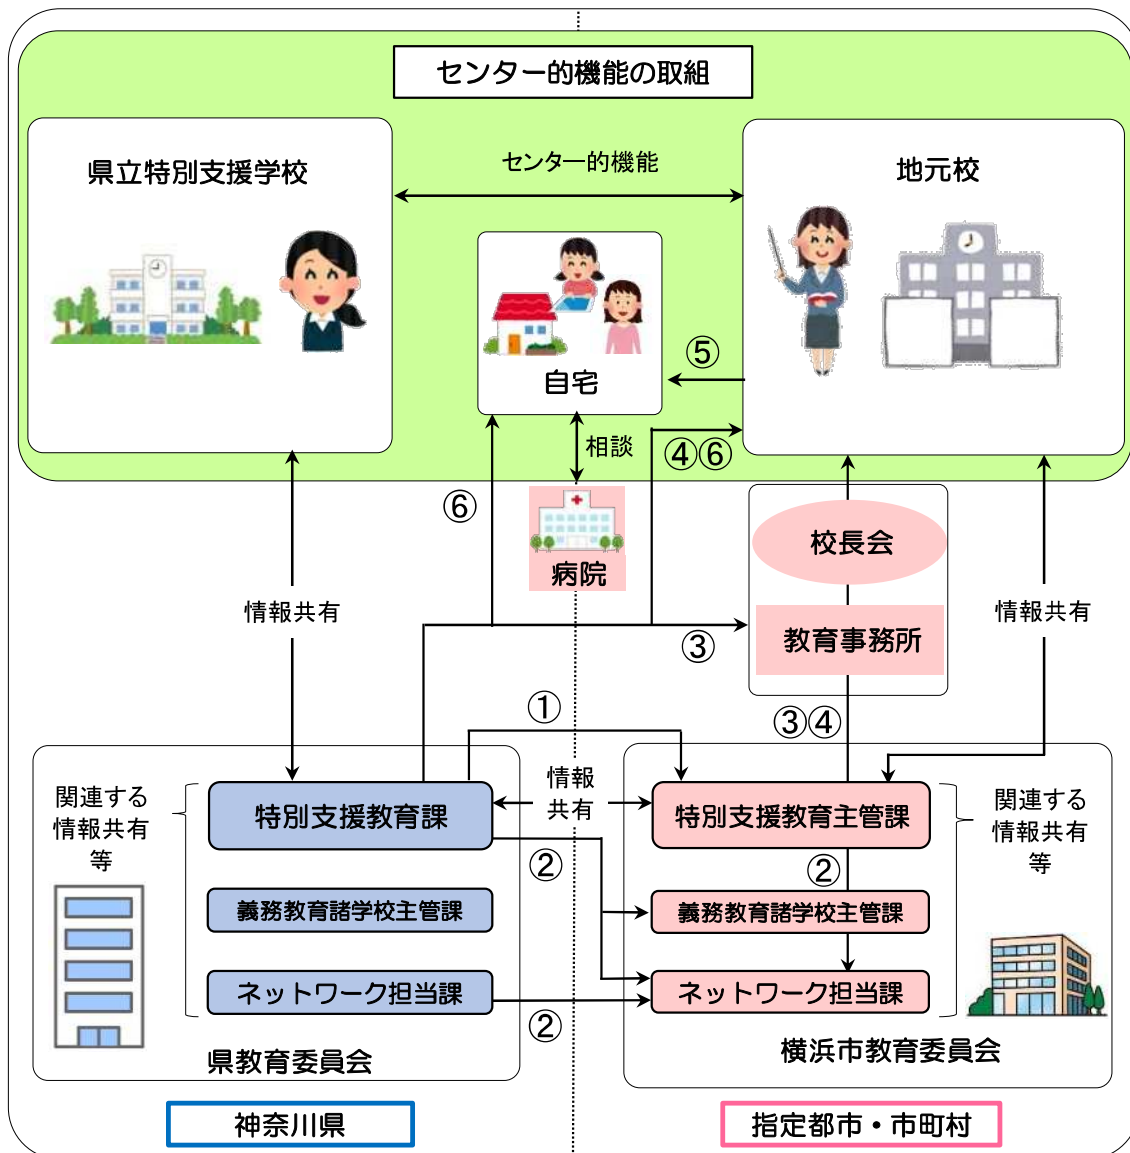 センター的機能の取組
県立特別支援学校
センター的機能
地元校
自宅
⑤
相談
④⑥
⑥
病院
校長会
教育事務所
情報共有
情報共有
③
③④
①
関連する
情報共有
等
特別支援教育課
情報
共有
特別支援教育主管課
関連する
情報共有
等
②
②
義務教育諸学校主管課
義務教育諸学校主管課
ネットワーク担当課
ネットワーク担当課
②
県教育委員会
横浜市教育委員会
神奈川県
指定都市・市町村